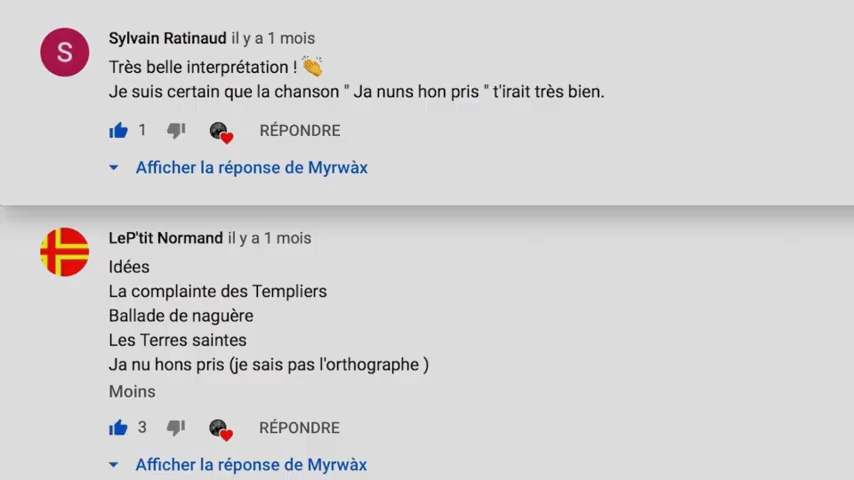 S
Sylvain Ratinaud il y a 1 mois
Très belle interprétation ! 👏
Je suis certain que la chanson " Ja nuns hon pris " t'irait très bien.
1 RÉPONDRE
Afficher la réponse de Myrwàx
LeP'tit Normand il y a 1 mois
Idées
La complainte des Templiers
Ballade de naguère
Les Terres saintes
Ja nu hons pris (je sais pas l'orthographe )
Moins
3 RÉPONDRE
Afficher la réponse de Myrwàx